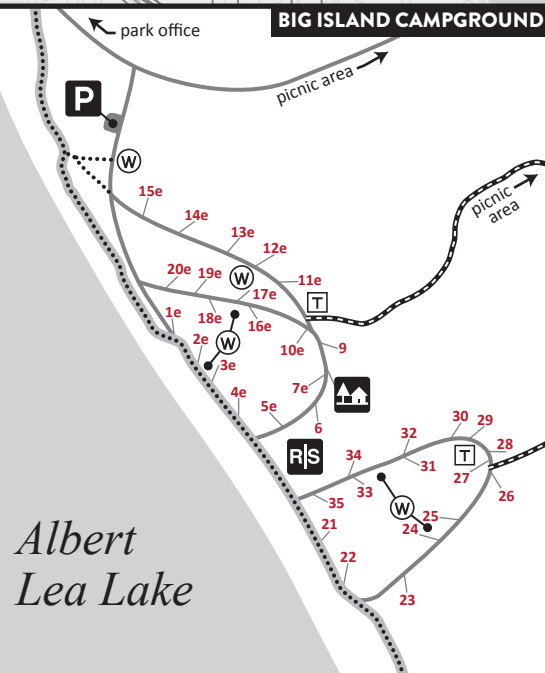 BIG ISLAND CAMPGROUND
park office
picnic area
P
W
15e
14e
13e
12e
11e
picnic
area
20e
19e
W
17e
18e
16e
T
1e
2e
W
3e
10e
9
7e
4e
5e
6
R|S
30
29
28
32
31
T
27
26
34
33
35
W
25
24
21
22
23
Albert
Lea Lake